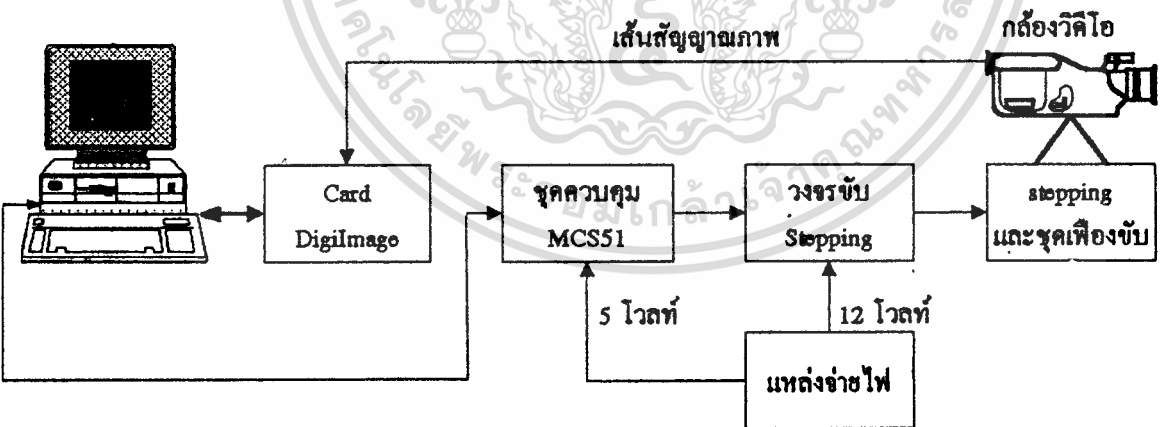 เส้นสัญญาณภาพ
กล้องวิดีโอ
Card
DigiImage
ชุดควบคุม
MCS51
วงจรขับ
Stepping
stepping
และชุดเฟืองขับ
5 โวลท์
12 โวลท์
แหล่งจ่ายไฟ